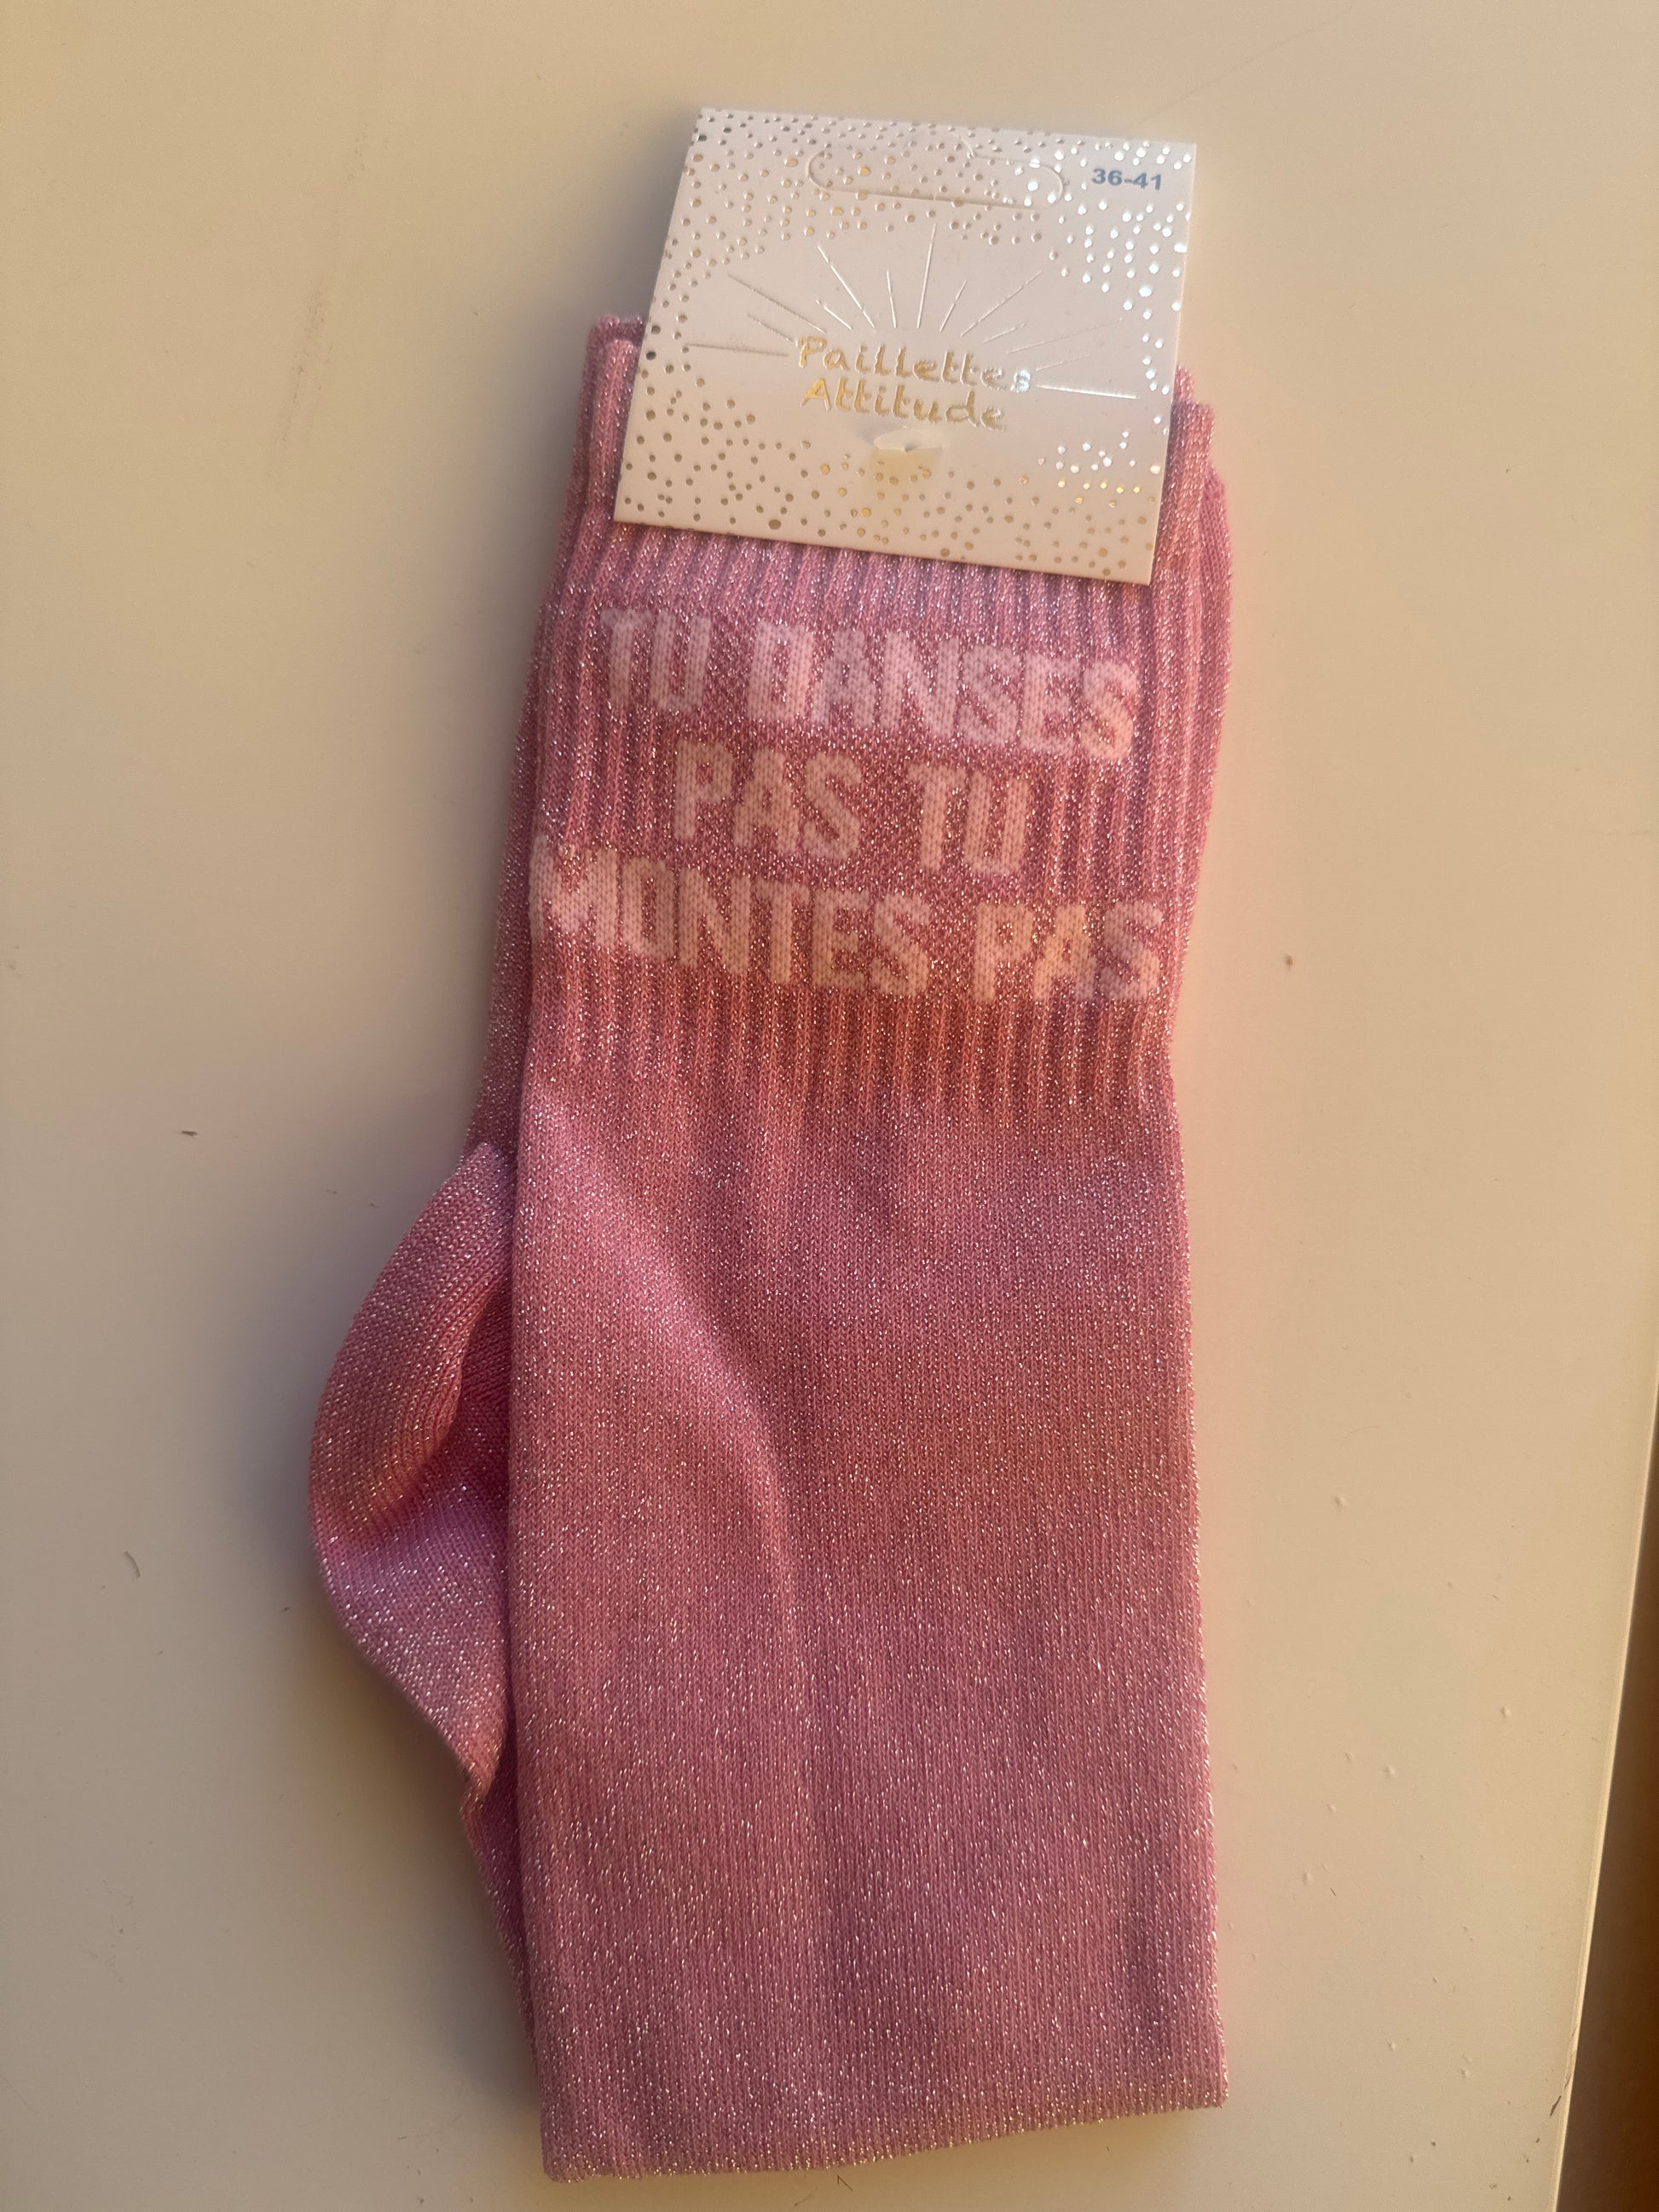 36-41
Paillettes
Attitude
TU DANSES
PAS TU
MONTES PAS